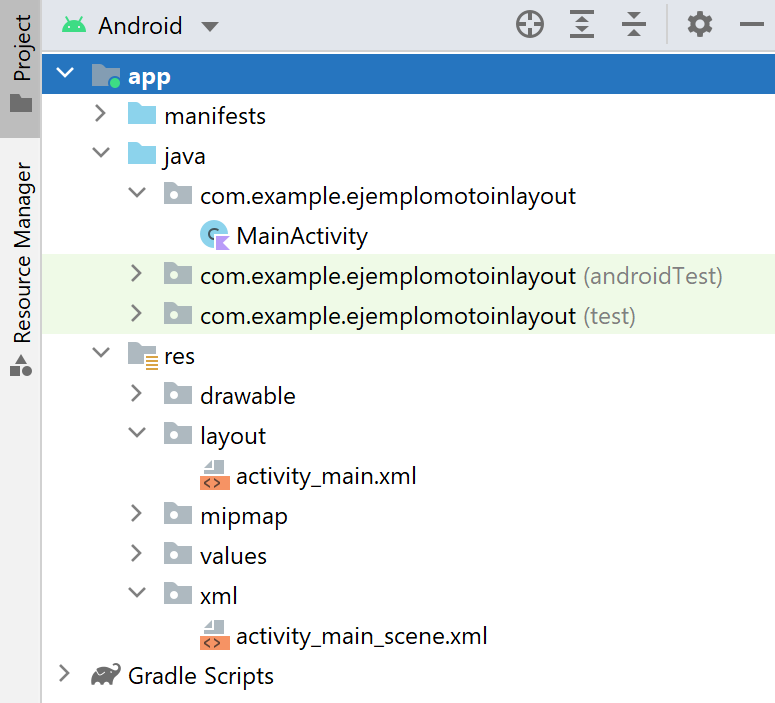 Project
Resource Manager
Android
app
manifests
java
com.example.ejemplomotoinlayout
MainActivity
com.example.ejemplomotoinlayout (androidTest)
com.example.ejemplomotoinlayout (test)
res
drawable
layout
activity_main.xml
mipmap
values
xml
activity_main_scene.xml
Gradle Scripts